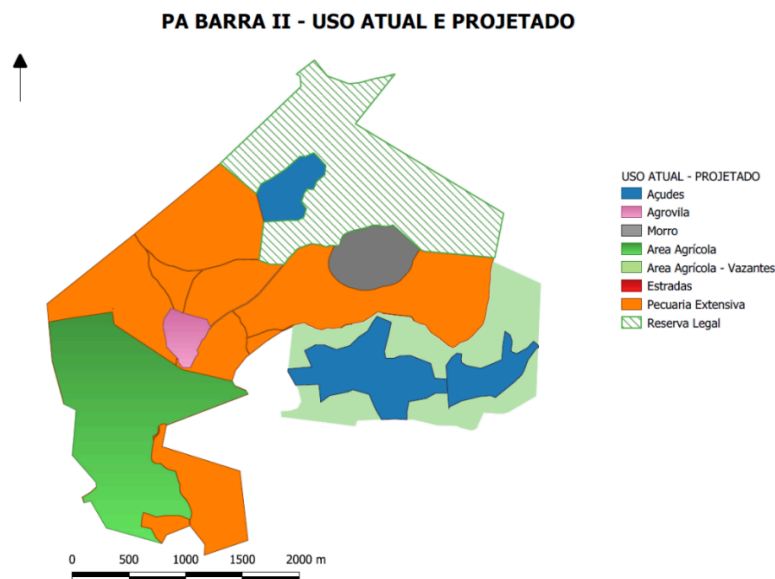 PA BARRA II - USO ATUAL E PROJETADO
USO ATUAL - PROJETADO
Açudes
Agrovila
Morro
Area Agrícola
Area Agrícola - Vazantes
Estradas
Pecuaria Extensiva
Reserva Legal
0 500 1000 1500 2000 m